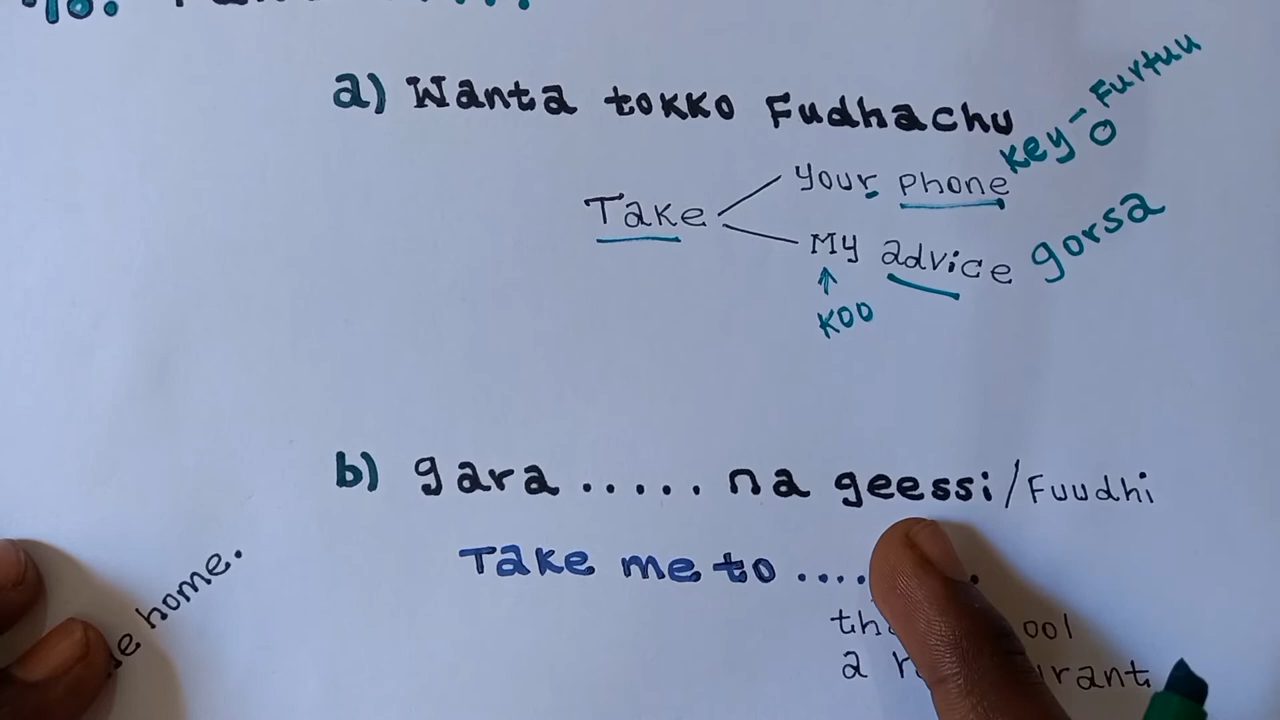 a) Wanta tokko Fudhachu
Key - Furtuu
Take
your phone
My advice gorsa
koo
b) gara ..... na geessi/Fuudhi
Take me to ....
home.
a